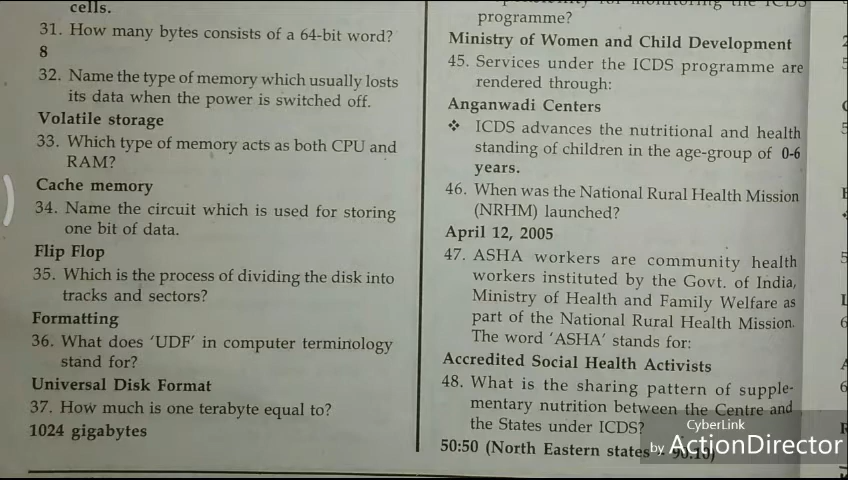 cells.
31. How many bytes consists of a 64-bit word?
8
32. Name the type of memory which usually losts
its data when the power is switched off.
Volatile storage
33. Which type of memory acts as both CPU and
RAM?
Cache memory
34. Name the circuit which is used for storing
one bit of data.
Flip Flop
35. Which is the process of dividing the disk into
tracks and sectors?
Formatting
36. What does 'UDF' in computer terminology
stand for?
Universal Disk Format
37. How much is one terabyte equal to?
1024 gigabytes
for monitoring the ICDS
programme?
Ministry of Women and Child Development
45. Services under the ICDS programme are
rendered through:
Anganwadi Centers
❖ ICDS advances the nutritional and health
standing of children in the age-group of 0-6
years.
46. When was the National Rural Health Mission
(NRHM) launched?
April 12, 2005
47. ASHA workers are community health
workers instituted by the Govt. of India,
Ministry of Health and Family Welfare as
part of the National Rural Health Mission.
The word 'ASHA' stands for:
Accredited Social Health Activists
48. What is the sharing pattern of supple-
mentary nutrition between the Centre and
the States under ICDS?
50:50 (North Eastern states - 90:10)
CyberLink
by ActionDirector